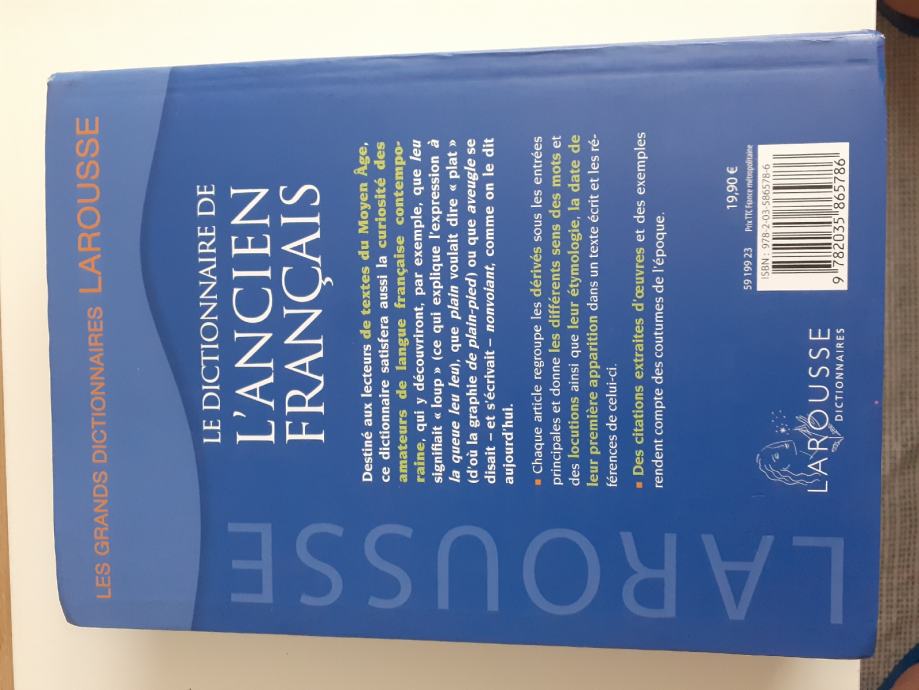 LES GRANDS DICTIONNAIRES LAROUSSE
LE DICTIONNAIRE DE
L'ANCIEN
FRANÇAIS
Destiné aux lecteurs de textes du Moyen Âge,
ce dictionnaire satisfera aussi la curiosité des
amateurs de langue française contempo-
raine, qui y découvriront, par exemple, que leu
signifiait « loup » (ce qui explique l'expression à
la queue leu leu), que plain voulait dire « plat »
(d'où la graphie de plain-pied) ou que aveugle se
disait – et s'écrivait – nonvoiant, comme on le dit
aujourd'hui.
▪ Chaque article regroupe les dérivés sous les entrées
principales et donne les différents sens des mots et
des locutions ainsi que leur étymologie, la date de
leur première apparition dans un texte écrit et les ré-
férences de celui-ci.
▪ Des citations extraites d'œuvres et des exemples
rendent compte des coutumes de l'époque.
LAROUSSE
LAROUSSE
DICTIONNAIRES
19,90 €
59 199 23 Prix TTC France métropolitaine
ISBN : 978-2-03-586578-6
9 782035 865786